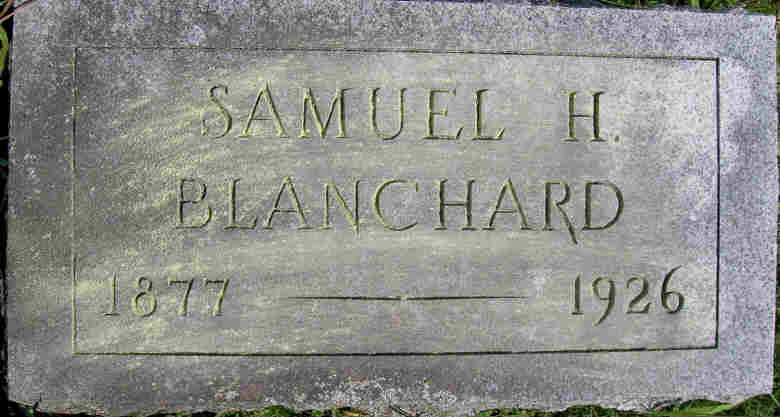 SAMUEL H.
BLANCHARD
1877 — 1926